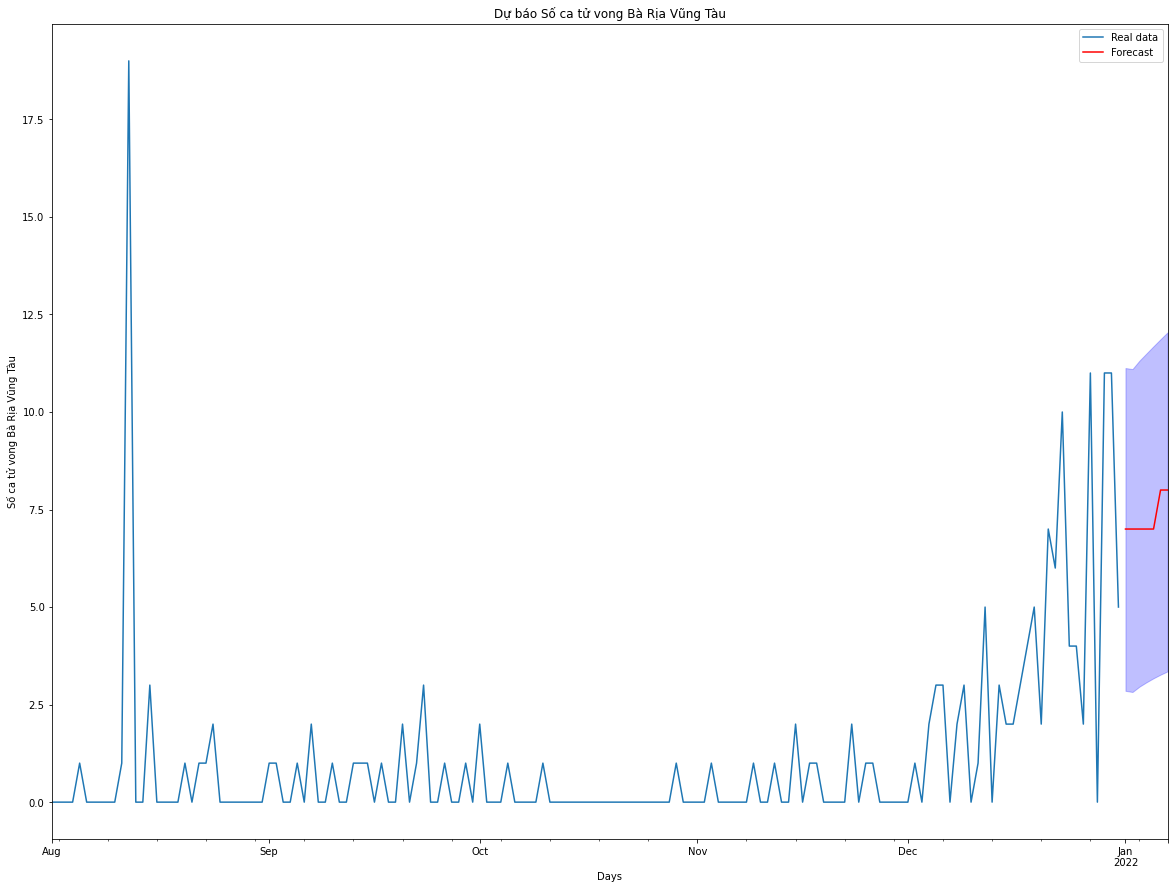 Dự báo Số ca tử vong Bà Rịa Vũng Tàu
Real data
Forecast
Số ca tử vong Bà Rịa Vũng Tàu
17.5
15.0
12.5
10.0
7.5
5.0
2.5
0.0
Aug
Sep
Oct
Nov
Dec
Jan
2022
Days